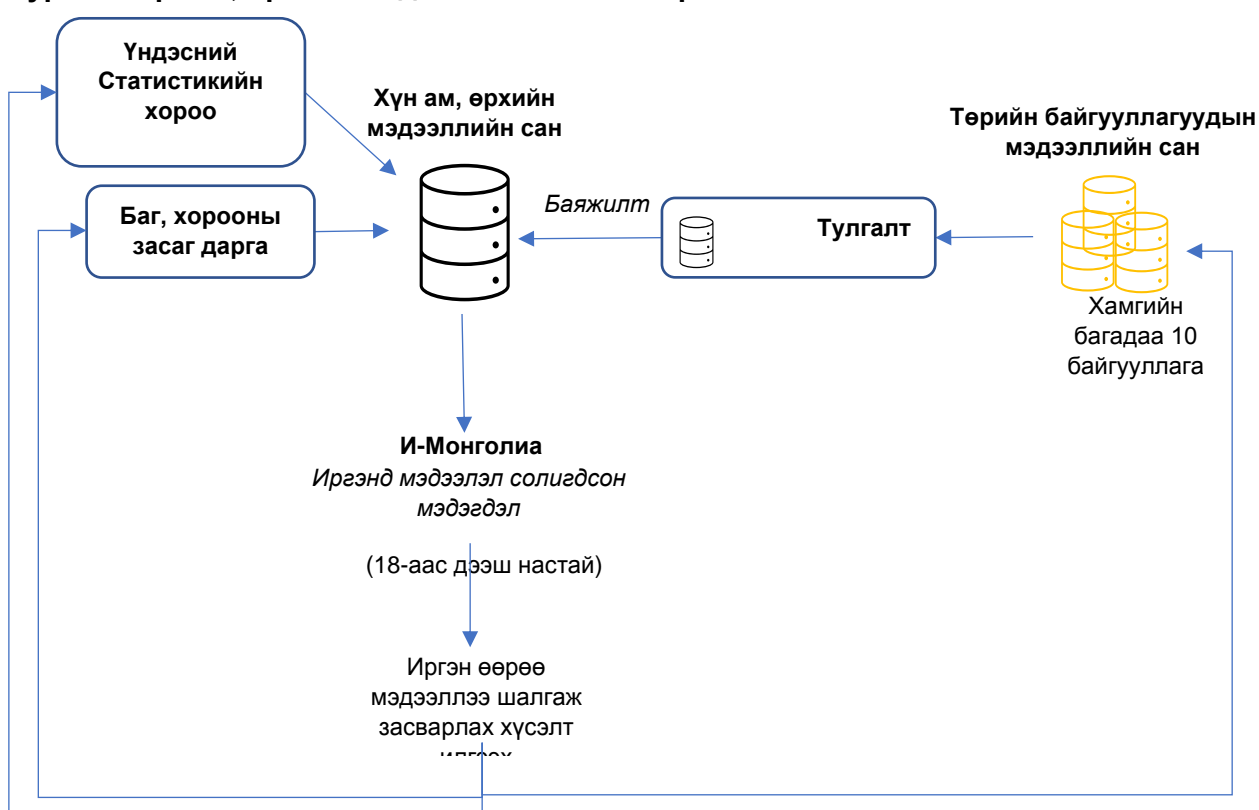 Үндэсний
Статистикийн
хороо
Хүн ам, өрхийн
мэдээллийн сан
Төрийн байгууллагуудын
мэдээллийн сан
Баг, хорооны
засаг дарга
Баяжилт
Тулгалт
Хамгийн
багадаа 10
байгууллага
И-Монголиа
Иргэнд мэдээлэл солигдсон
мэдэгдэл
(18-аас дээш настай)
Иргэн өөрөө
мэдээллээ шалгаж
засварлах хүсэлт